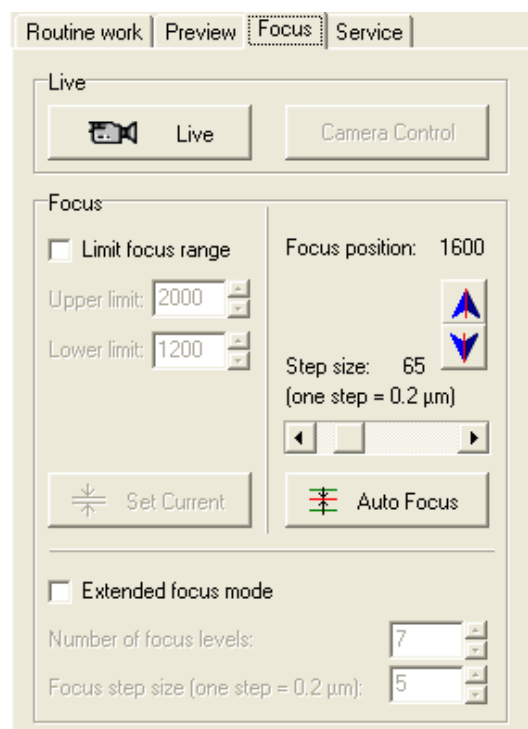 Routine work Preview Focus Service
Live
Live Camera Control
Focus
Limit focus range Focus position: 1600
Upper limit: 2000
Lower limit: 1200
Step size: 65
(one step = 0.2 µm)
Set Current Auto Focus
Extended focus mode
Number of focus levels: 7
Focus step size (one step = 0.2 µm): 5